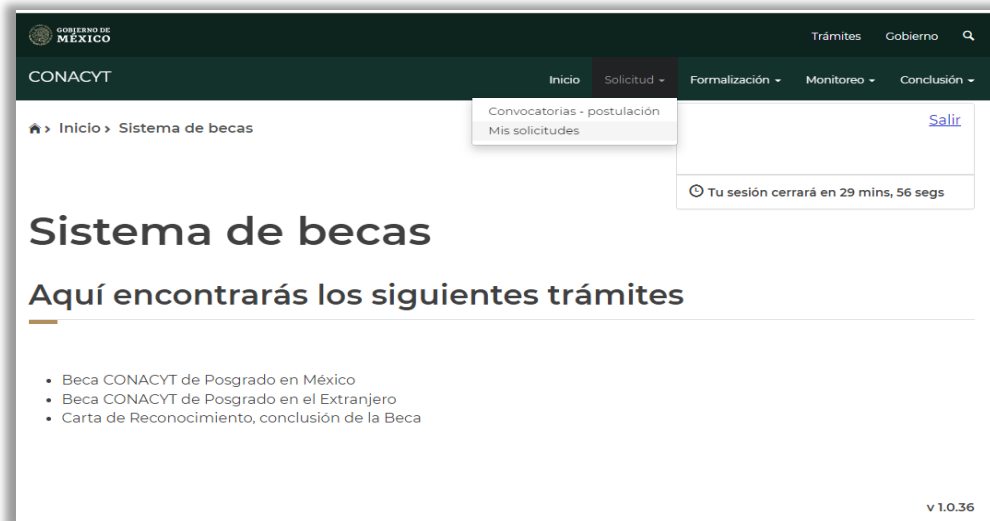 GOBIERNO DE
MÉXICO
Trámites Gobierno
CONACYT
Inicio Solicitud Formalización Monitoreo Conclusión
Convocatorias - postulación
Mis solicitudes
Inicio › Sistema de becas
Salir
Tu sesión cerrará en 29 mins, 56 segs
Sistema de becas
Aquí encontrarás los siguientes trámites
• Beca CONACYT de Posgrado en México
• Beca CONACYT de Posgrado en el Extranjero
• Carta de Reconocimiento, conclusión de la Beca
v 1.0.36